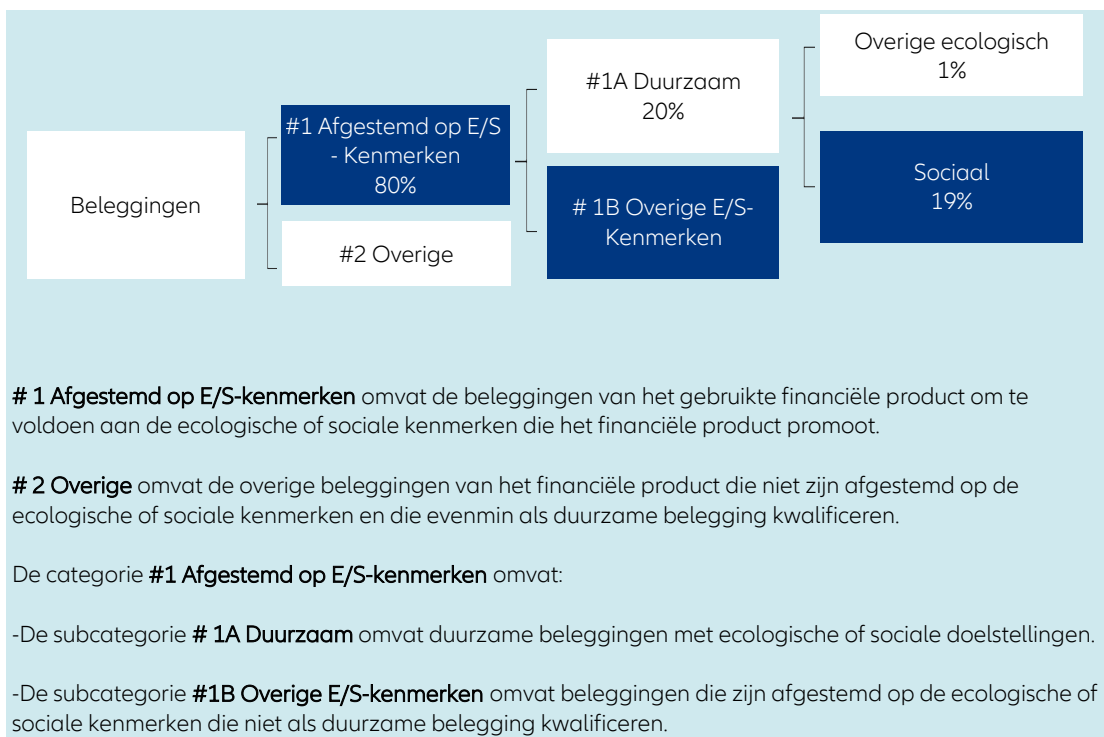 Beleggingen
#1 Afgestemd op E/S
- Kenmerken
80%
#2 Overige
#1A Duurzaam
20%
# 1B Overige E/S-
Kenmerken
Overige ecologisch
1%
Sociaal
19%
# 1 Afgestemd op E/S-kenmerken omvat de beleggingen van het gebruikte financiële product om te
voldoen aan de ecologische of sociale kenmerken die het financiële product promoot.
# 2 Overige omvat de overige beleggingen van het financiële product die niet zijn afgestemd op de
ecologische of sociale kenmerken en die evenmin als duurzame belegging kwalificeren.
De categorie #1 Afgestemd op E/S-kenmerken omvat:
-De subcategorie # 1A Duurzaam omvat duurzame beleggingen met ecologische of sociale doelstellingen.
-De subcategorie #1B Overige E/S-kenmerken omvat beleggingen die zijn afgestemd op de ecologische of
sociale kenmerken die niet als duurzame belegging kwalificeren.